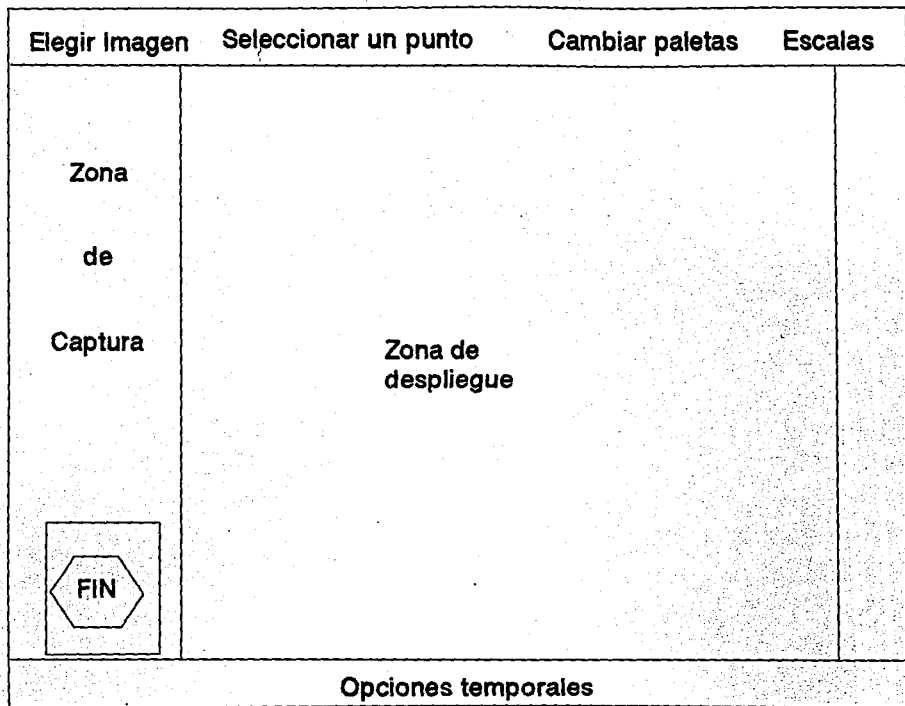 Elegir Imagen Seleccionar un punto Cambiar paletas Escalas
Zona
de
Captura
Zona de
despliegue
FIN
Opciones temporales